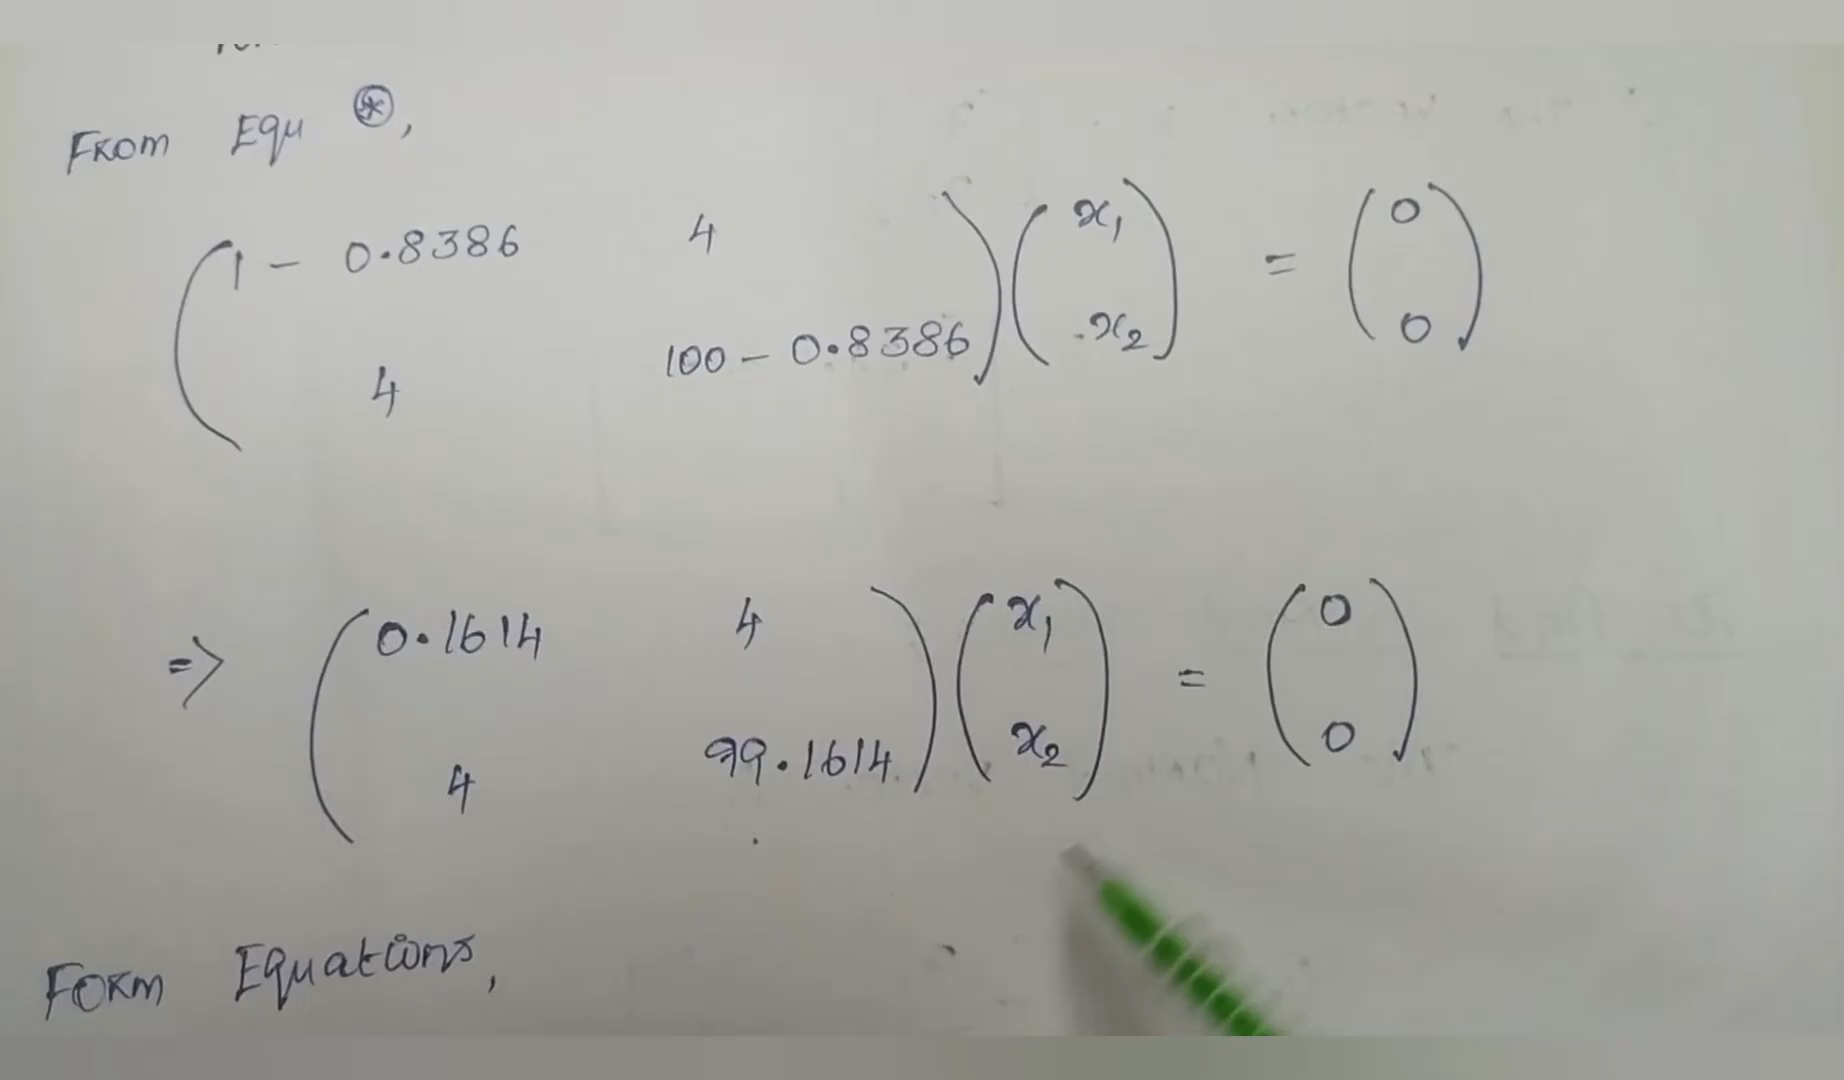 From Equ ⊛,
( 1 - 0.8386 4 ) ( x₁ ) = ( 0 )
( 4 100 - 0.8386 ) ( x₂ ) ( 0 )
=> ( 0.1614 4 ) ( x₁ ) = ( 0 )
( 4 99.1614 ) ( x₂ ) ( 0 )
Form Equations,